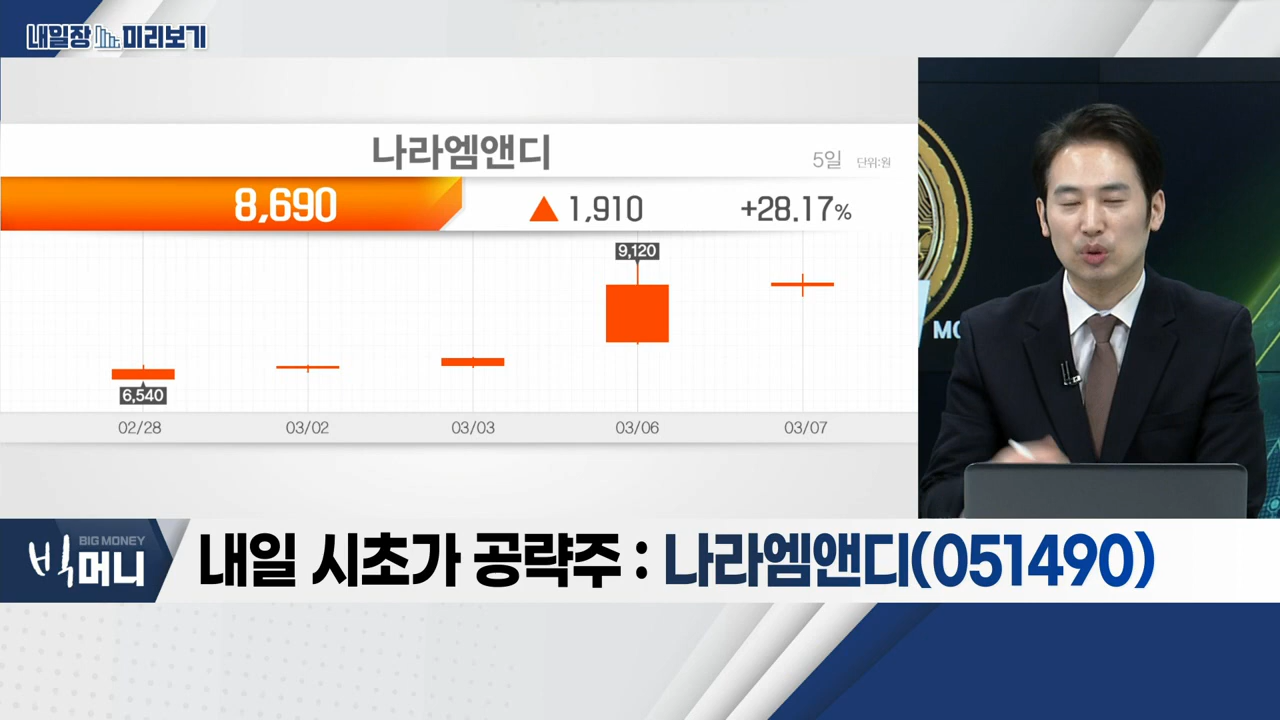 내일장 미리보기
나라엠앤디
5일 단위:원
8,690 ▲ 1,910 +28.17%
9,120
6,540
02/28 03/02 03/03 03/06 03/07
MO
BIG MONEY
빅머니
내일 시초가 공략주 : 나라엠앤디(051490)